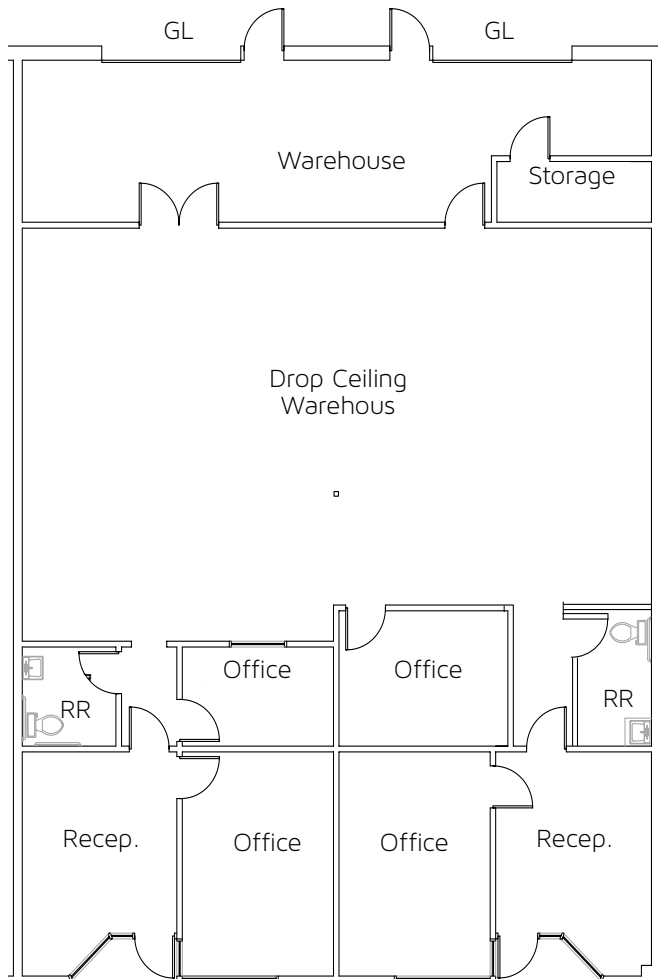 GL
GL
Warehouse
Storage
Drop Ceiling
Warehous
Office
Office
RR
RR
Recep.
Office
Office
Recep.